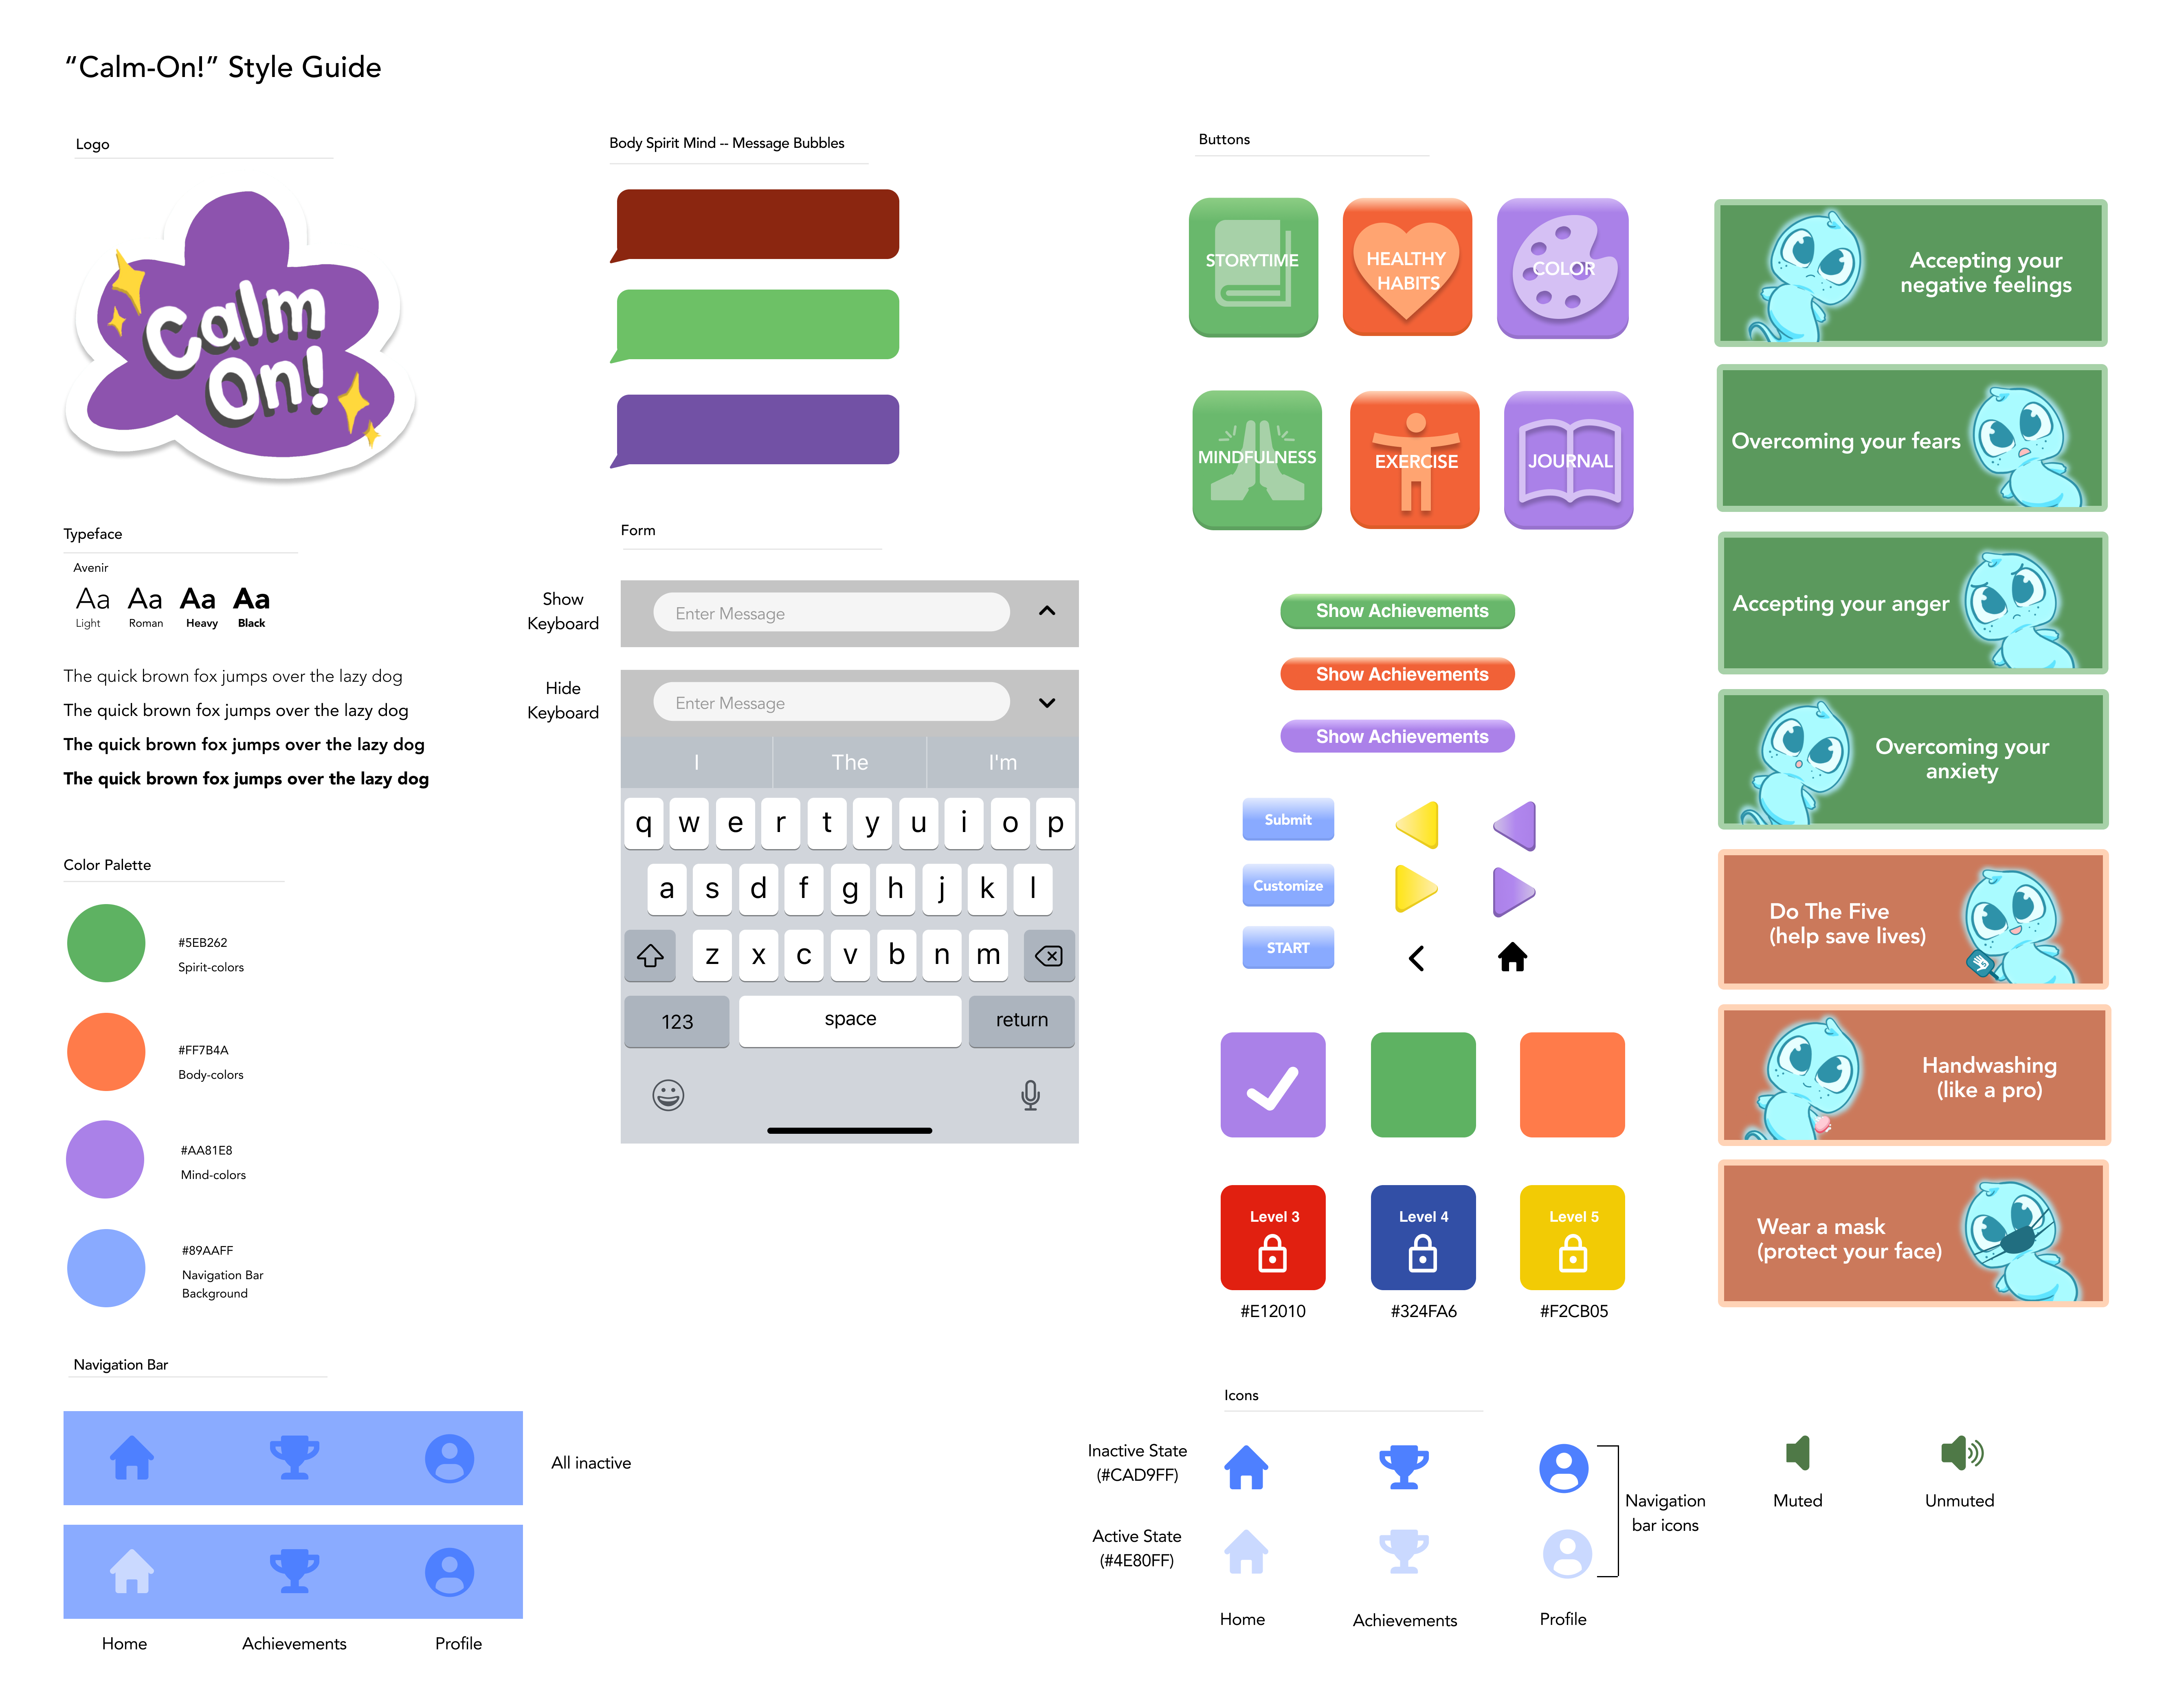 “Calm-On!” Style Guide
Logo
Calm
On!
Typeface
Avenir
Aa Aa Aa Aa
Light Roman Heavy Black
The quick brown fox jumps over the lazy dog
The quick brown fox jumps over the lazy dog
The quick brown fox jumps over the lazy dog
The quick brown fox jumps over the lazy dog
Color Palette
#5EB262
Spirit-colors
#FF7B4A
Body-colors
#AA81E8
Mind-colors
#89AAFF
Navigation Bar
Background
Navigation Bar
All inactive
Home Achievements Profile
Body Spirit Mind -- Message Bubbles
Form
Show
Keyboard
Enter Message
Hide
Keyboard
Enter Message
I The I'm
q w e r t y u i o p
a s d f g h j k l
z x c v b n m
123 space return
Buttons
STORYTIME
HEALTHY
HABITS
COLOR
MINDFULNESS
EXERCISE
JOURNAL
Show Achievements
Show Achievements
Show Achievements
Submit
Customize
START
Level 3
Level 4
Level 5
#E12010
#324FA6
#F2CB05
Accepting your
negative feelings
Overcoming your fears
Accepting your anger
Overcoming your
anxiety
Do The Five
(help save lives)
Handwashing
(like a pro)
Wear a mask
(protect your face)
Icons
Inactive State
(#CAD9FF)
Active State
(#4E80FF)
Home Achievements Profile
Navigation
bar icons
Muted
Unmuted